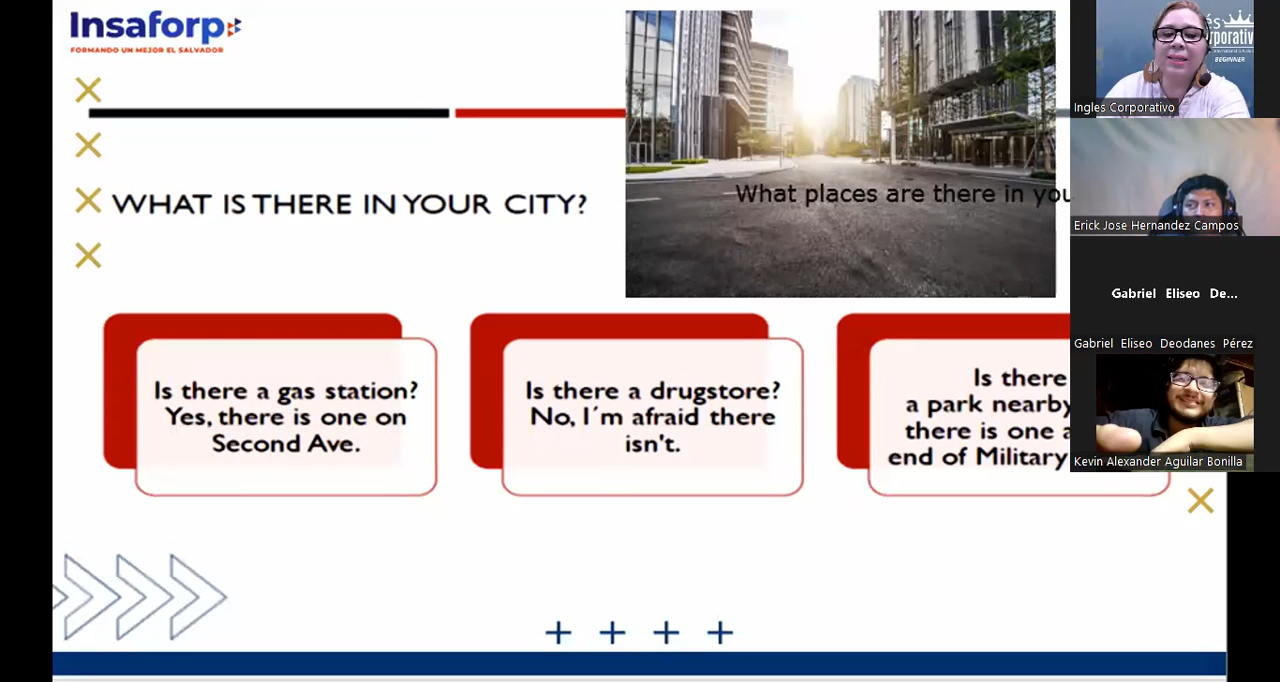 Insaforp
FORMANDO UN MEJOR EL SALVADOR
WHAT IS THERE IN YOUR CITY?
What places are there in you
Is there a gas station?
Yes, there is one on
Second Ave.
Is there a drugstore?
No, I´m afraid there
isn't.
Is there
a park nearby
there is one a
end of Military
és
rporativ
BEGINNER
Ingles Corporativo
Erick Jose Hernandez Campos
Gabriel Eliseo De...
Gabriel Eliseo Deodanes Pérez
Kevin Alexander Aguilar Bonilla